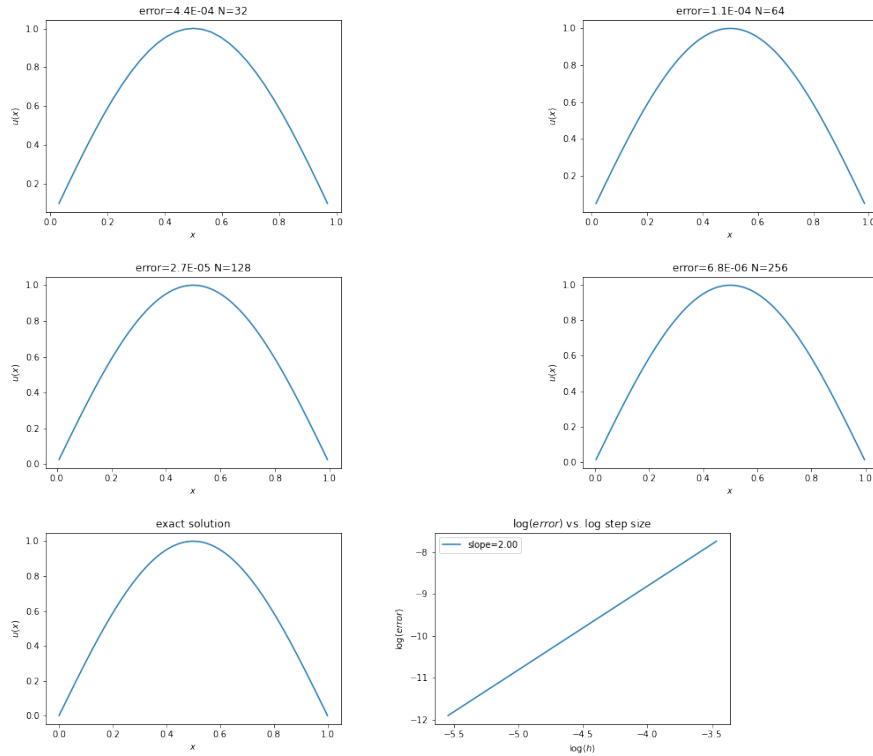 error=4.4E-04 N=32
1.0
0.8
0.6
0.4
0.2
u(x)
0.0 0.2 0.4 0.6 0.8 1.0
x
error=1.1E-04 N=64
1.0
0.8
0.6
0.4
0.2
u(x)
0.0 0.2 0.4 0.6 0.8 1.0
x
error=2.7E-05 N=128
1.0
0.8
0.6
0.4
0.2
0.0
u(x)
0.0 0.2 0.4 0.6 0.8 1.0
x
error=6.8E-06 N=256
1.0
0.8
0.6
0.4
0.2
0.0
u(x)
0.0 0.2 0.4 0.6 0.8 1.0
x
exact solution
1.0
0.8
0.6
0.4
0.2
0.0
u(x)
0.0 0.2 0.4 0.6 0.8 1.0
x
log(error) vs. log step size
slope=2.00
−8
−9
−10
−11
−12
log(error)
−5.5 −5.0 −4.5 −4.0 −3.5
log(h)